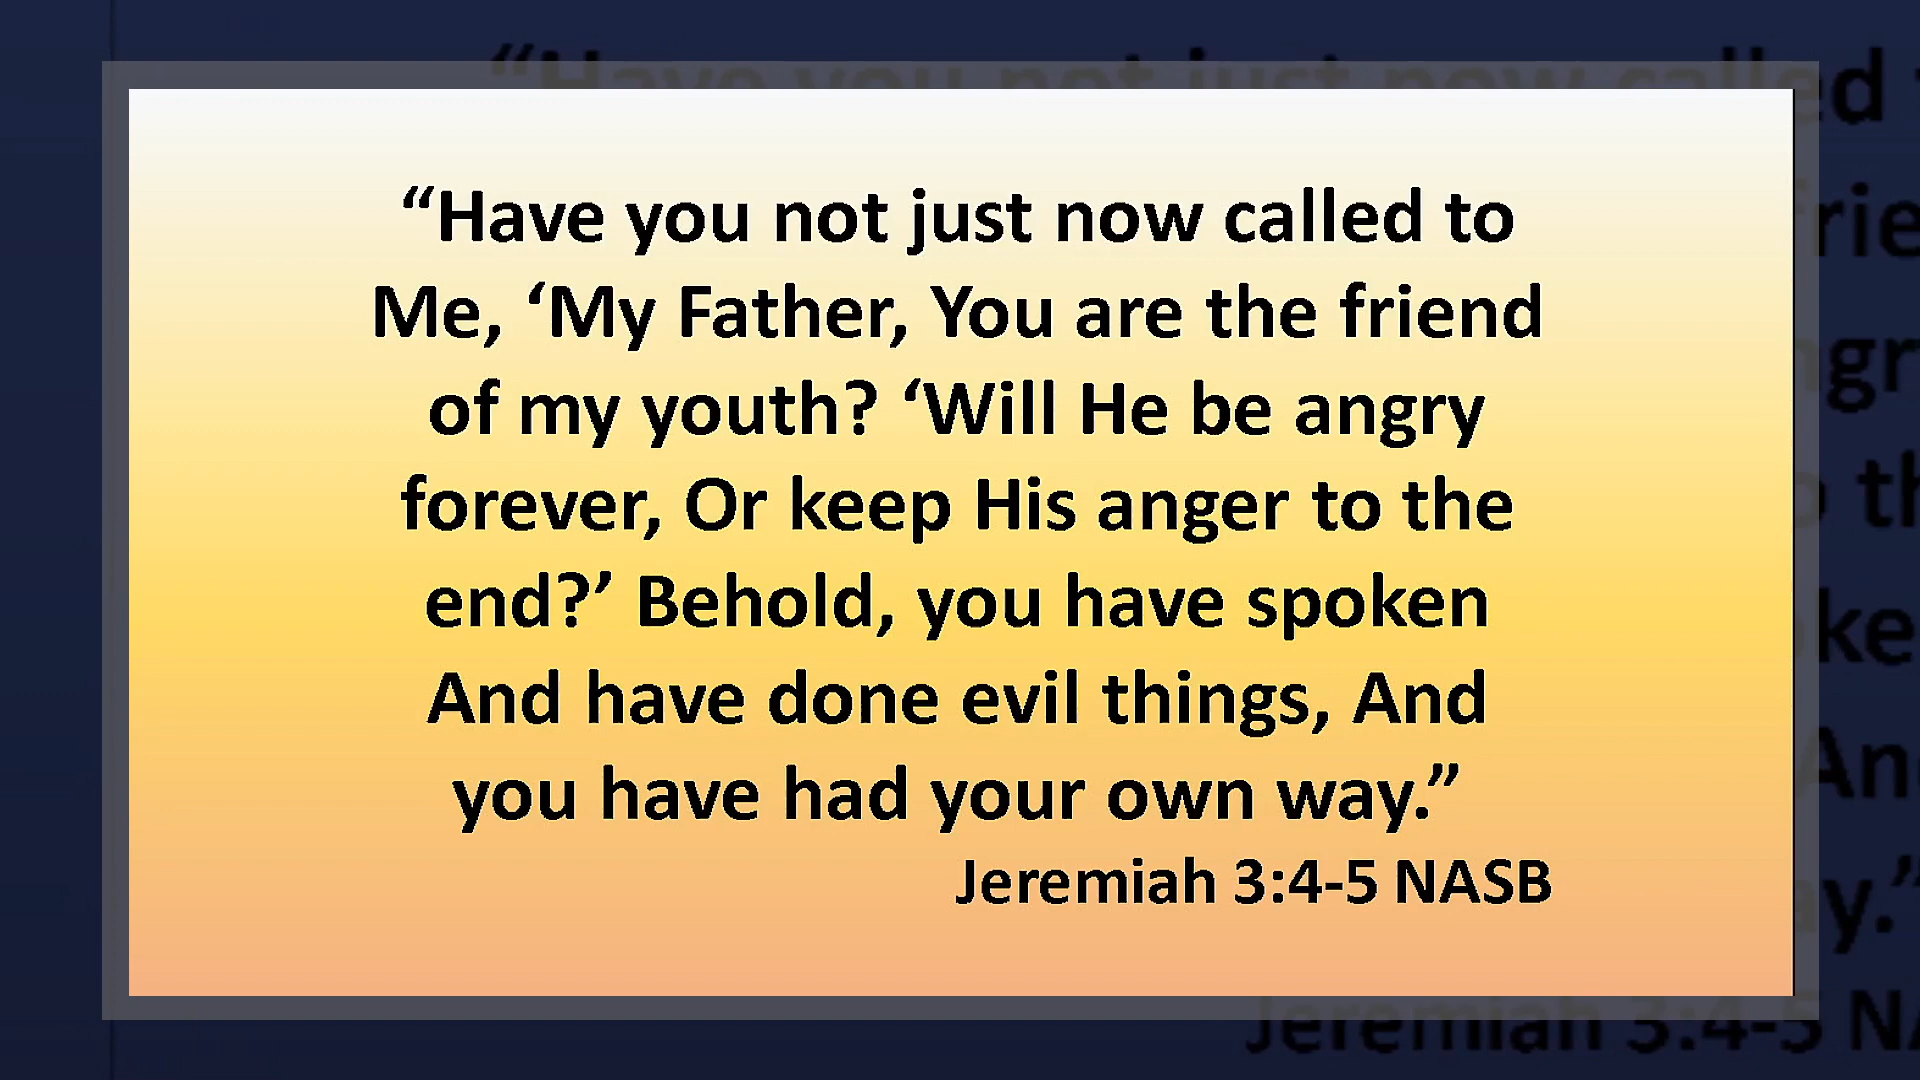 “Have you not just now called to
Me, ‘My Father, You are the friend
of my youth? ‘Will He be angry
forever, Or keep His anger to the
end?’ Behold, you have spoken
And have done evil things, And
you have had your own way.”
Jeremiah 3:4-5 NASB